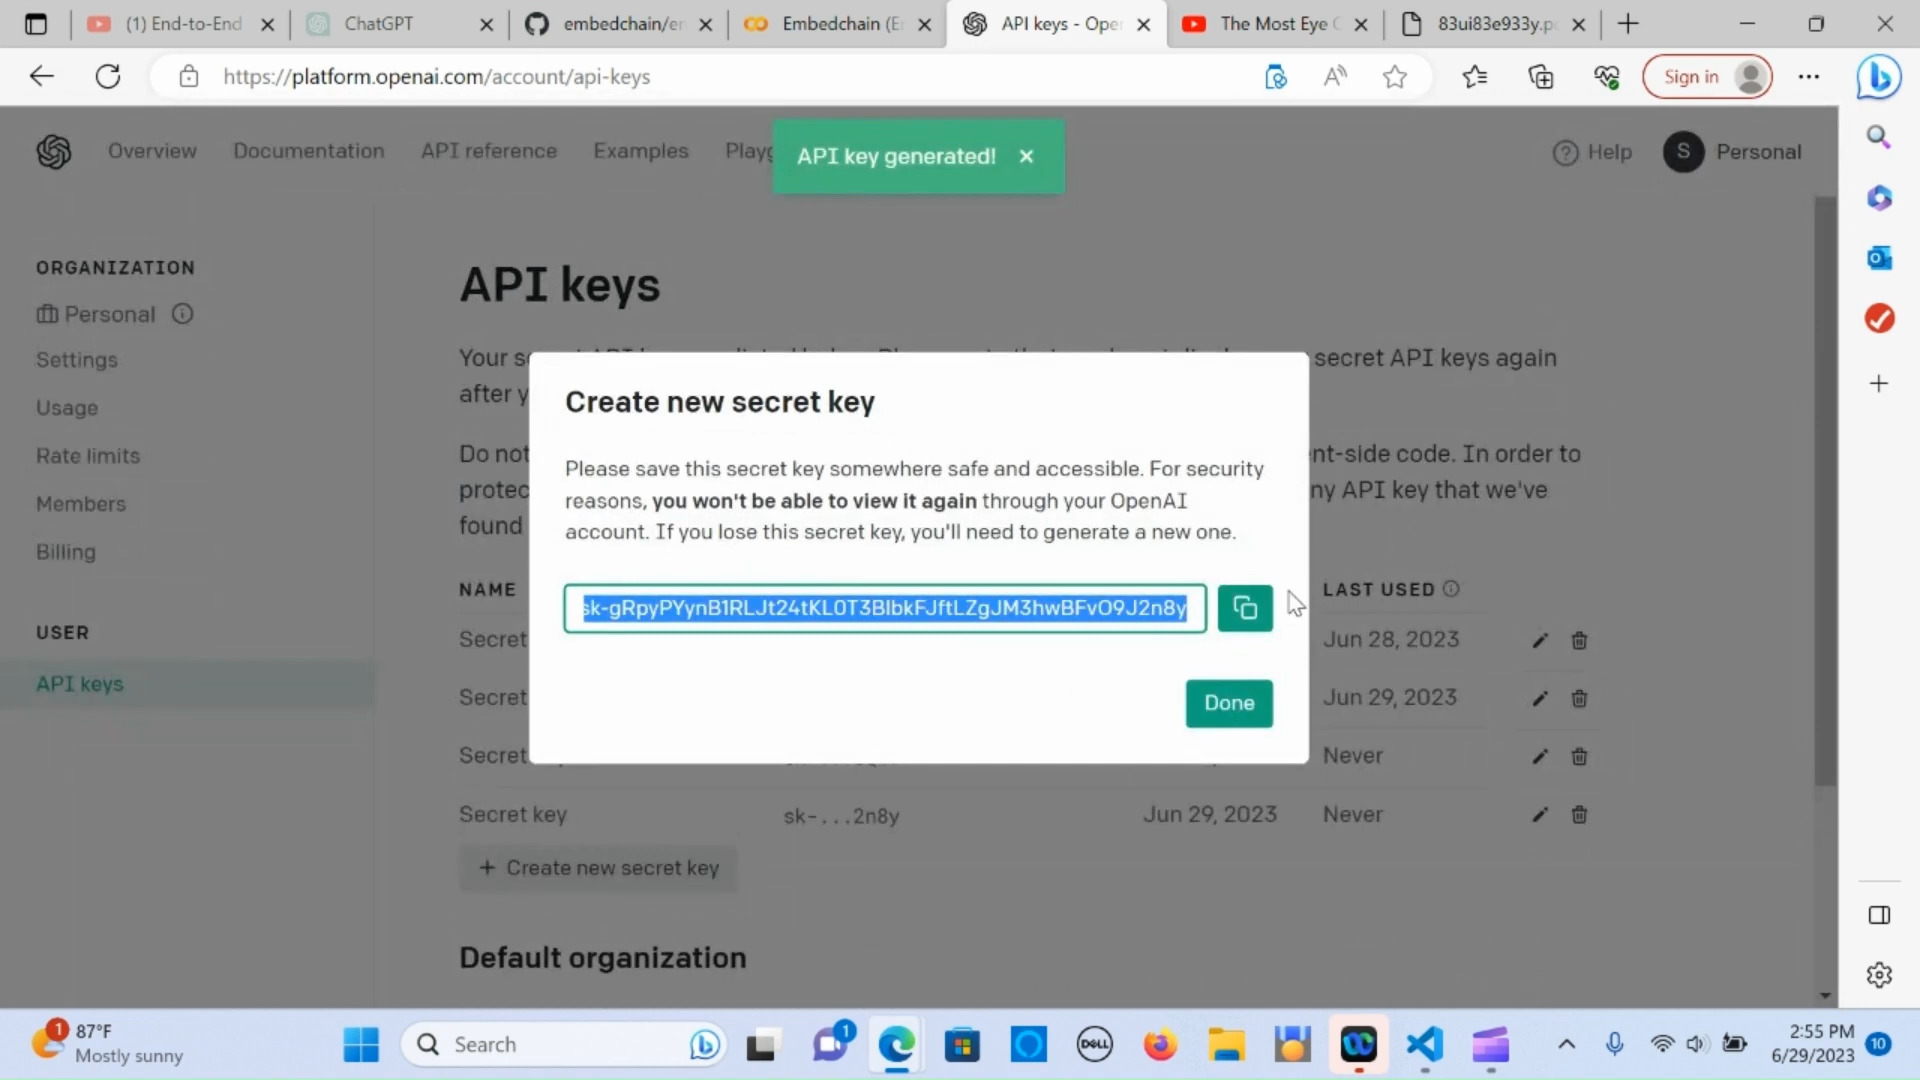 (1) End-to-End
ChatGPT
embedchain/em
Embedchain (E
API keys - Ope
The Most Eye C
83ui83e933y.p
https://platform.openai.com/account/api-keys
Sign in
Overview
Documentation
API reference
Examples
Playg
API key generated!
Help
S
Personal
ORGANIZATION
Personal
Settings
Usage
Rate limits
Members
Billing
USER
API keys
API keys
Your s
secret API keys again
after y
Do not
nt-side code. In order to
protec
ny API key that we've
found
Create new secret key
Please save this secret key somewhere safe and accessible. For security
reasons, you won't be able to view it again through your OpenAI
account. If you lose this secret key, you'll need to generate a new one.
Done
NAME
LAST USED
Secret
Jun 28, 2023
Secret
Jun 29, 2023
Secret
Never
Secret key
sk-...2n8y
Jun 29, 2023
Never
+ Create new secret key
Default organization
1
87°F
Mostly sunny
Search
1
DELL
2:55 PM
6/29/2023
10